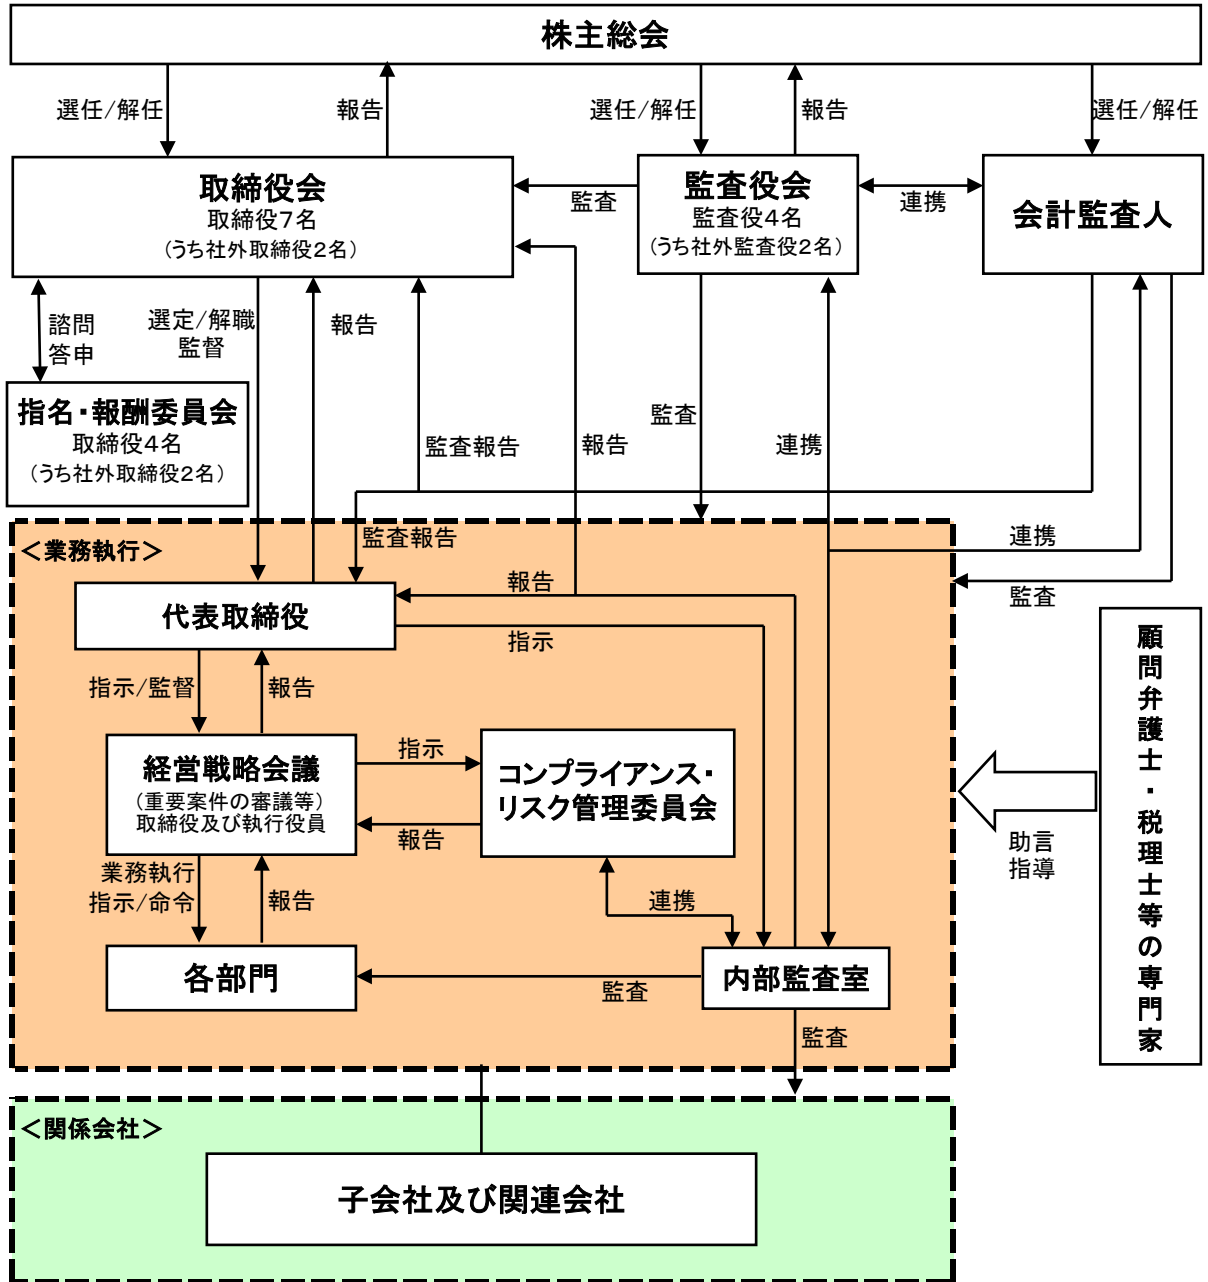 株主総会
選任/解任
報告
選任/解任
報告
選任/解任
取締役会
取締役7名
（うち社外取締役2名）
監査
監査役会
監査役4名
（うち社外監査役2名）
連携
会計監査人
諮問
答申
選定/解職
監督
報告
指名・報酬委員会
取締役4名
（うち社外取締役2名）
監査報告
報告
監査
連携
＜業務執行＞
監査報告
連携
報告
監査
代表取締役
指示
指示/監督
報告
経営戦略会議
（重要案件の審議等）
取締役及び執行役員
指示
報告
コンプライアンス・
リスク管理委員会
業務執行
指示/命令
報告
連携
各部門
監査
内部監査室
監査
助言
指導
顧問弁護士・税理士等の専門家
＜関係会社＞
子会社及び関連会社